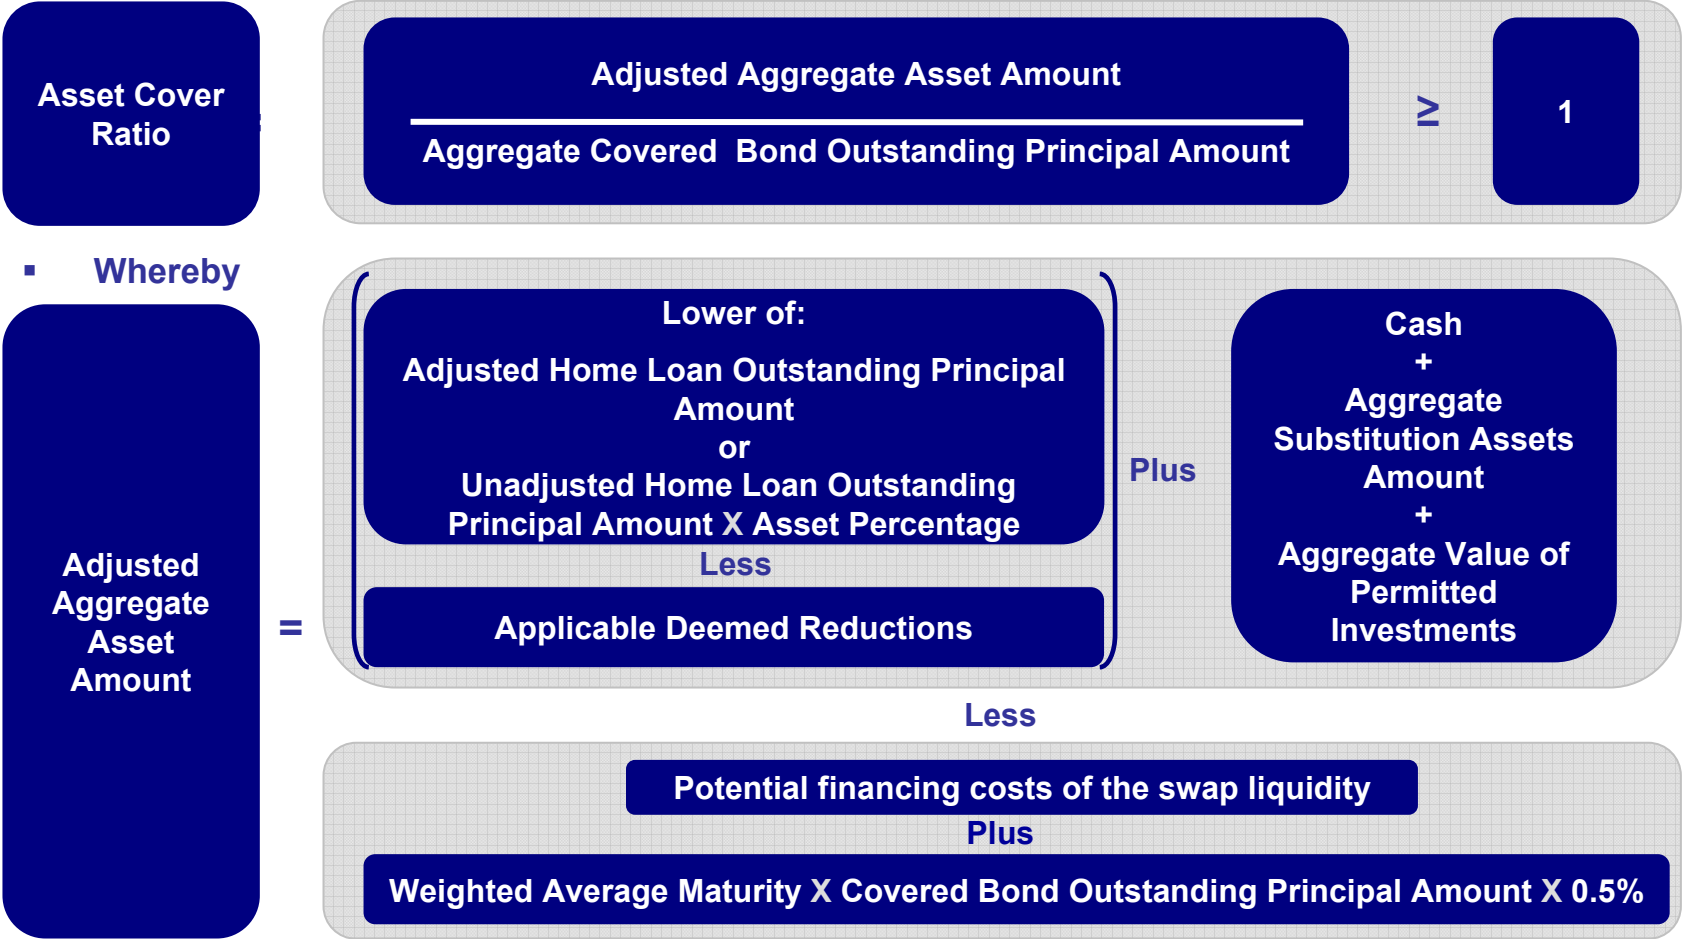 Asset Cover
Ratio
Adjusted Aggregate Asset Amount
Aggregate Covered Bond Outstanding Principal Amount
≥
1
▪ Whereby
Adjusted
Aggregate
Asset
Amount
=
Lower of:
Adjusted Home Loan Outstanding Principal
Amount
or
Unadjusted Home Loan Outstanding
Principal Amount X Asset Percentage
Less
Applicable Deemed Reductions
Plus
Cash
+
Aggregate
Substitution Assets
Amount
+
Aggregate Value of
Permitted
Investments
Less
Potential financing costs of the swap liquidity
Plus
Weighted Average Maturity X Covered Bond Outstanding Principal Amount X 0.5%